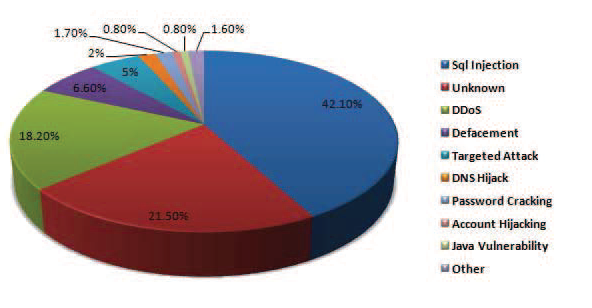 0.80%
0.80%
1.60%
1.70%
2%
5%
6.60%
42.10%
18.20%
21.50%
Sql Injection
Unknown
DDoS
Defacement
Targeted Attack
DNS Hijack
Password Cracking
Account Hijacking
Java Vulnerability
Other